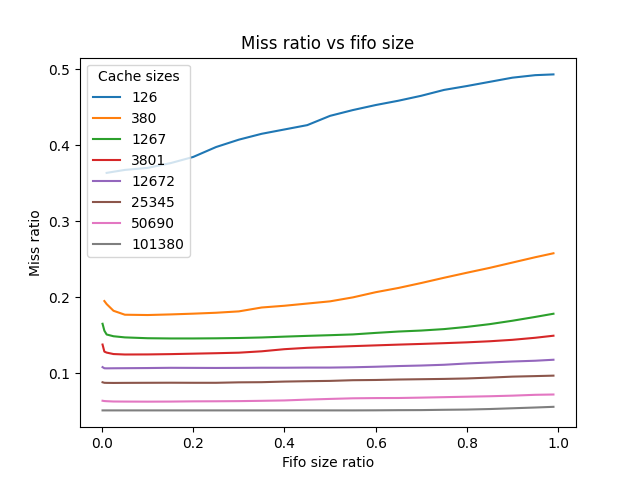 Miss ratio vs fifo size
Cache sizes
126
380
1267
3801
12672
25345
50690
101380
0.5
0.4
0.3
0.2
0.1
Miss ratio
0.0 0.2 0.4 0.6 0.8 1.0
Fifo size ratio